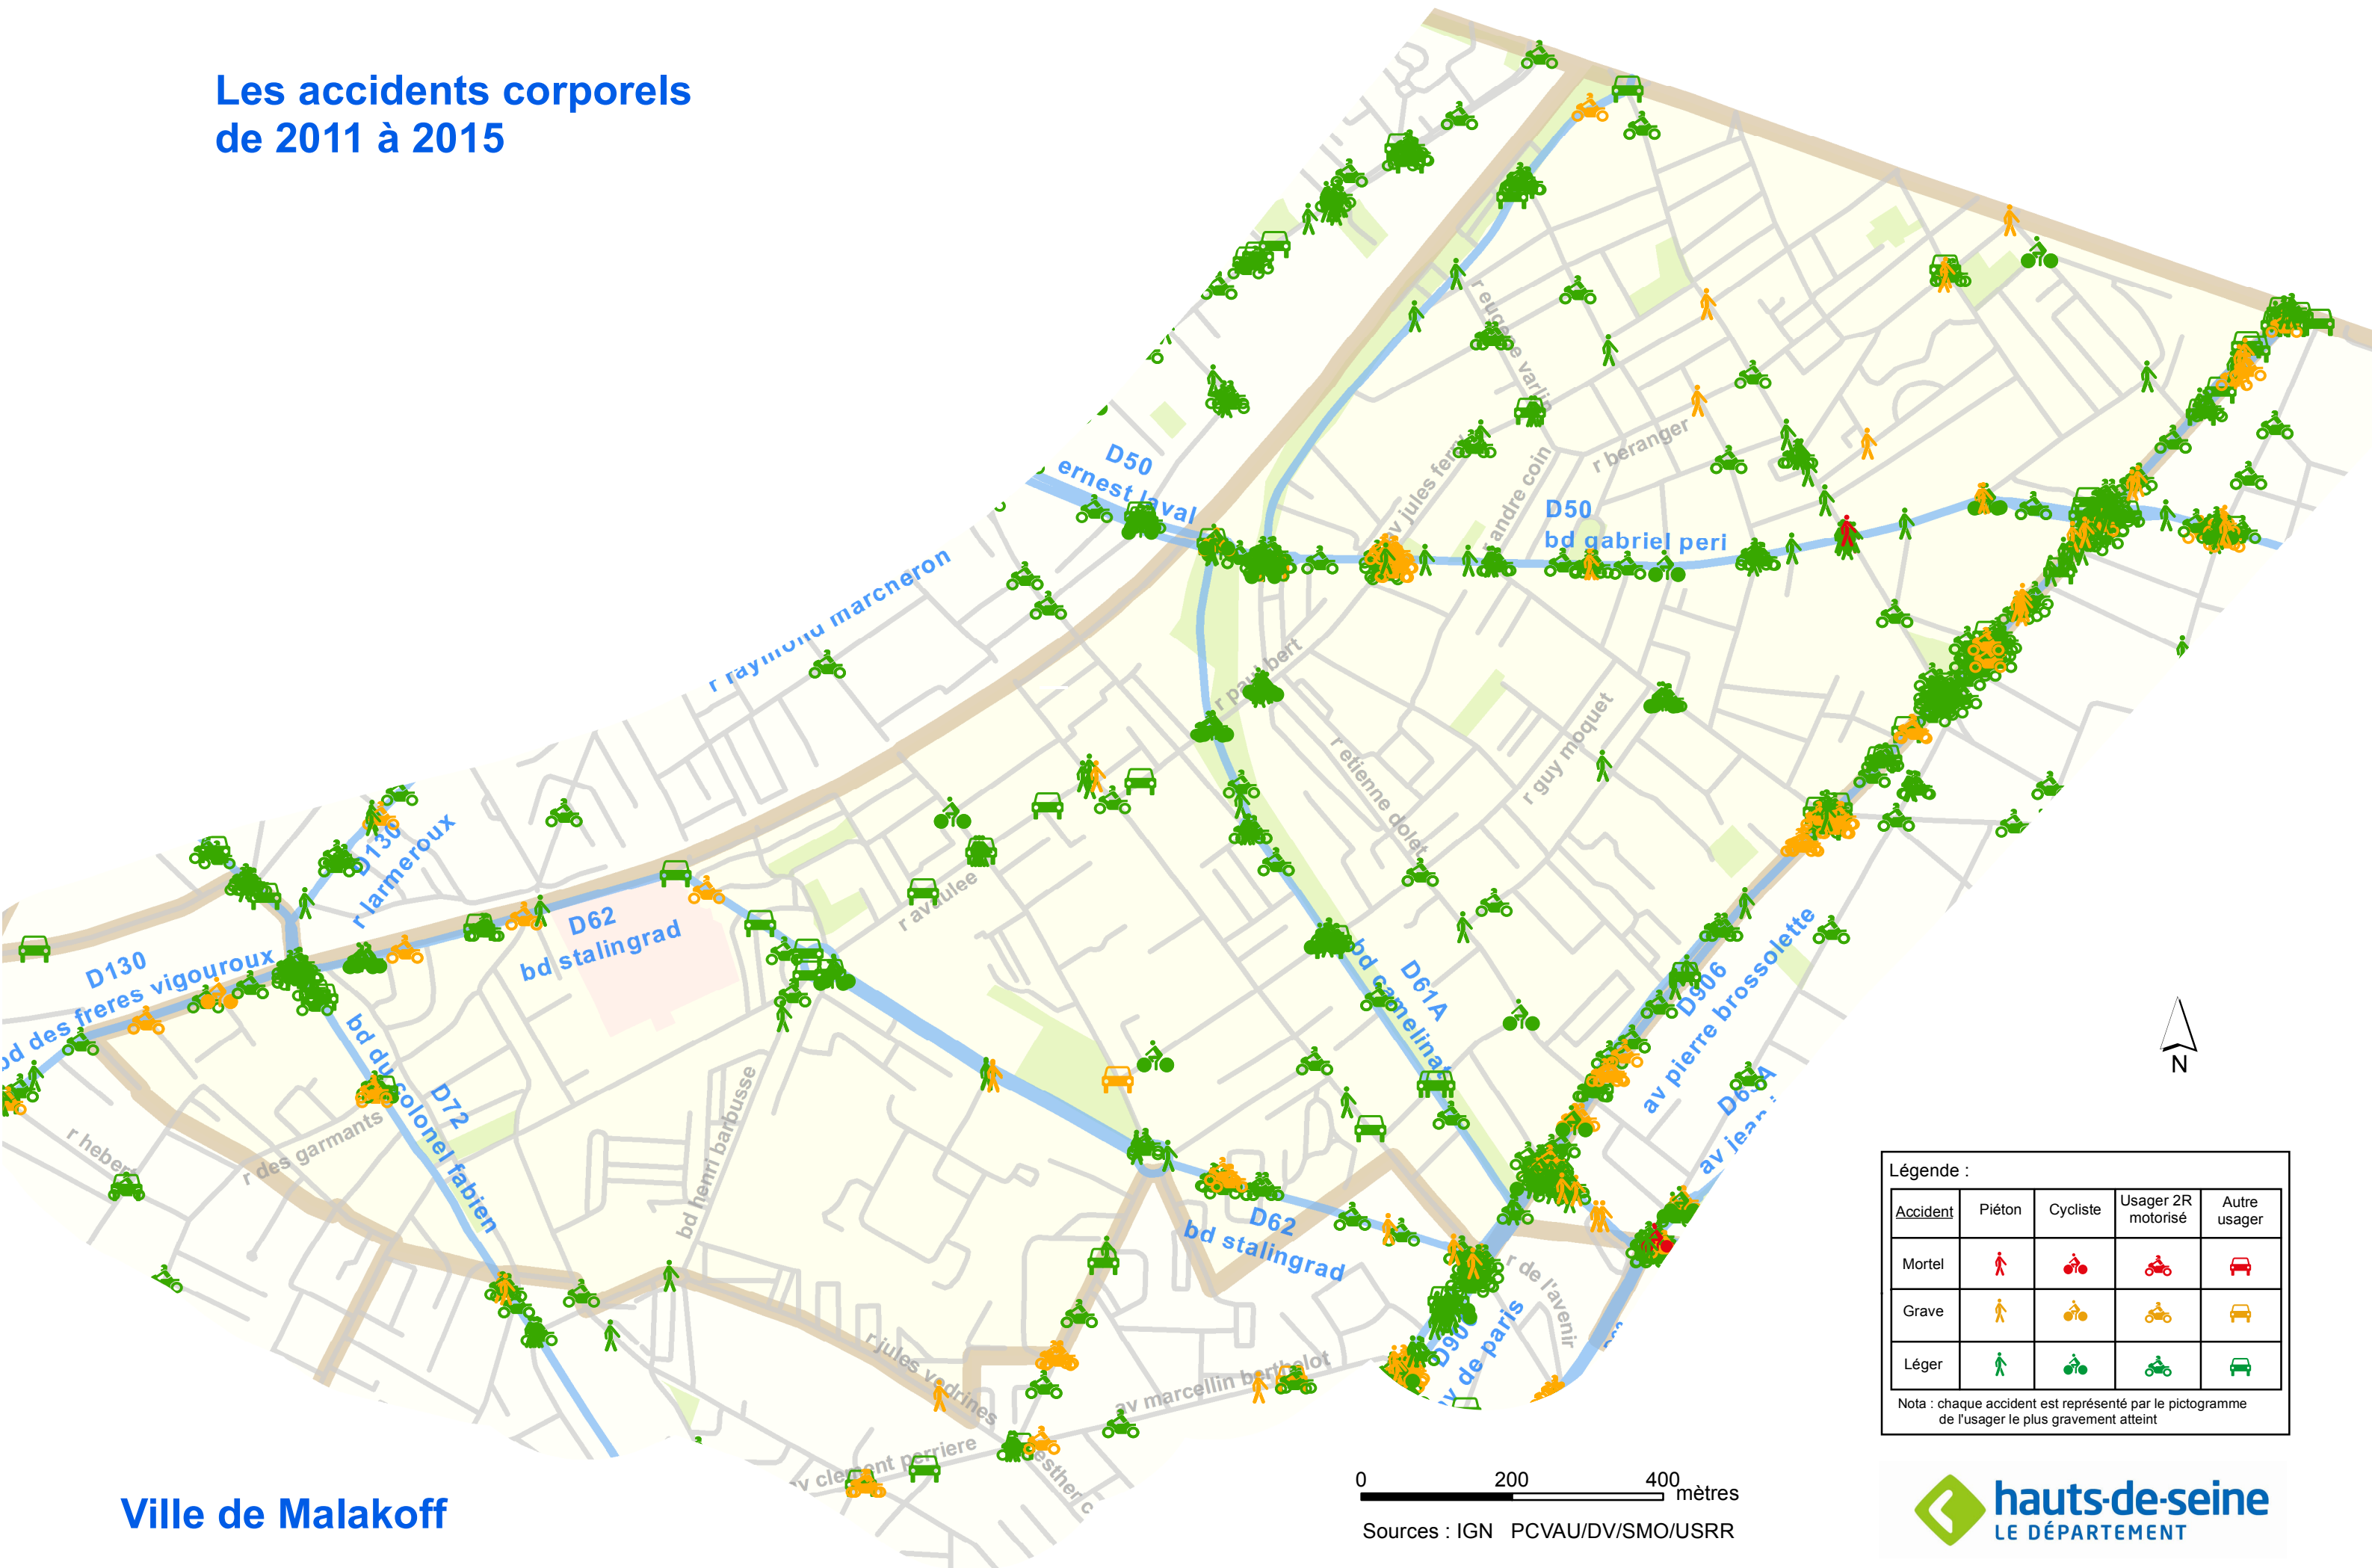 Les accidents corporels
de 2011 à 2015
D50
ernest laval
r eugene varlin
r beranger
av jules ferry
r andre coin
D50
bd gabriel peri
r raymond marcheron
r paul bert
r etienne dolet
r guy moquet
D130
r larmeroux
D62
bd stalingrad
r avaulee
D130
bd des freres vigouroux
bd du colonel fabien
D72
r des garmants
r hebert
bd henri barbusse
bd camelinat
D61A
D906
av pierre brossolette
av jean j
D62
bd stalingrad
r de l'avenir
av de paris
r jules vedrines
av marcellin berthelot
av clement perriere
esther c
N
Légende :
Accident
Piéton
Cycliste
Usager 2R
motorisé
Autre
usager
Mortel
Grave
Léger
Nota : chaque accident est représenté par le pictogramme
de l'usager le plus gravement atteint
0 200 400
mètres
Sources : IGN PCVAU/DV/SMO/USRR
Ville de Malakoff
hauts-de-seine
LE DÉPARTEMENT